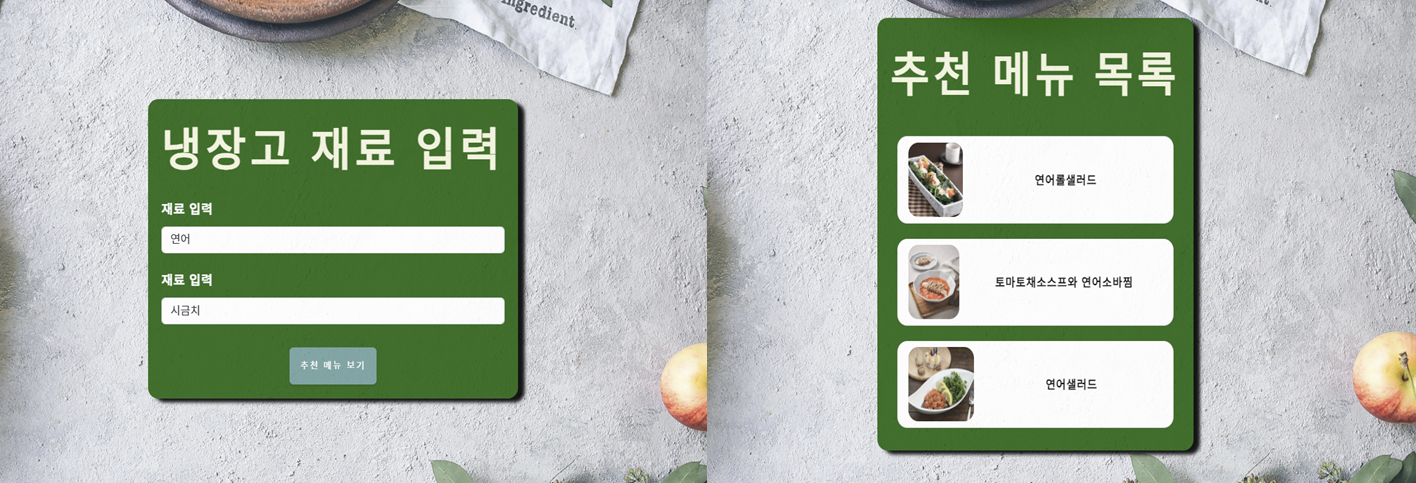 ingredient.
냉장고 재료 입력
재료 입력
연어
재료 입력
시금치
추천 메뉴 보기
추천 메뉴 목록
연어롤샐러드
토마토채소스프와 연어소바찜
연어샐러드